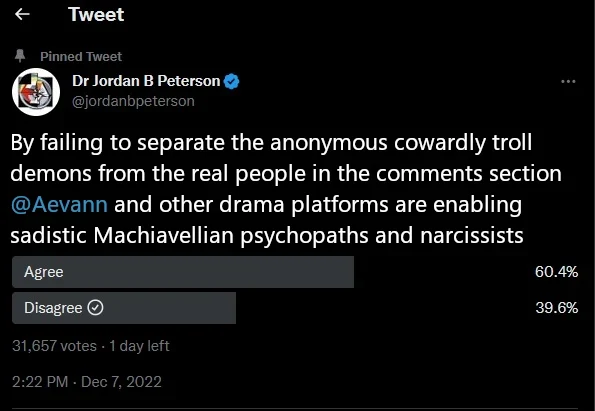 Tweet
Pinned Tweet
Dr Jordan B Peterson
@jordanbpeterson
By failing to separate the anonymous cowardly troll
demons from the real people in the comments section
@Aevann and other drama platforms are enabling
sadistic Machiavellian psychopaths and narcissists
Agree 60.4%
Disagree 39.6%
31,657 votes · 1 day left
2:22 PM · Dec 7, 2022